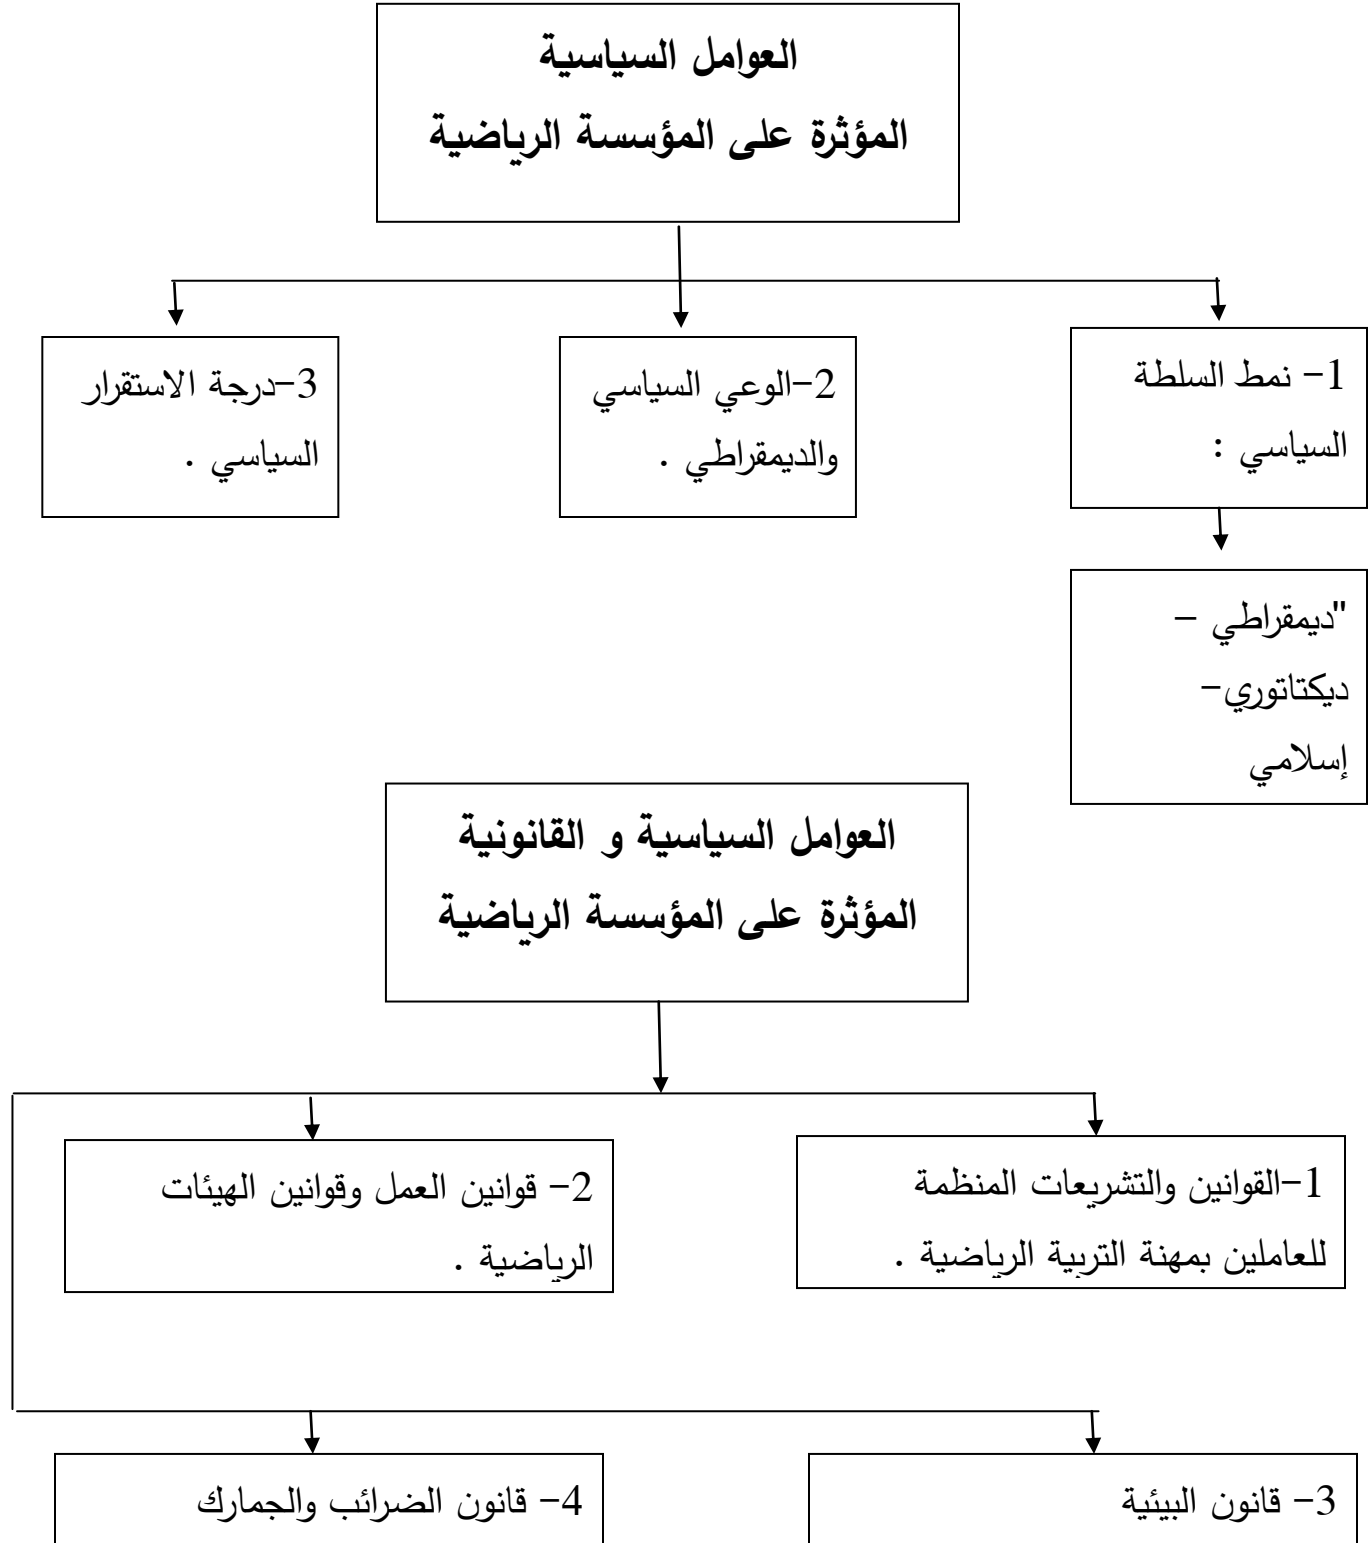 العوامل السياسية
المؤثرة على المؤسسة الرياضية
1- نمط السلطة
السياسي :
2-الوعي السياسي
والديمقراطي .
3-درجة الاستقرار
السياسي .
"ديمقراطي –
ديكتاتوري-
إسلامي
العوامل السياسية و القانونية
المؤثرة على المؤسسة الرياضية
1-القوانين والتشريعات المنظمة
للعاملين بمهنة التربية الرياضية .
2- قوانين العمل وقوانين الهيئات
الرياضية .
3- قانون البيئية
4- قانون الضرائب والجمارك